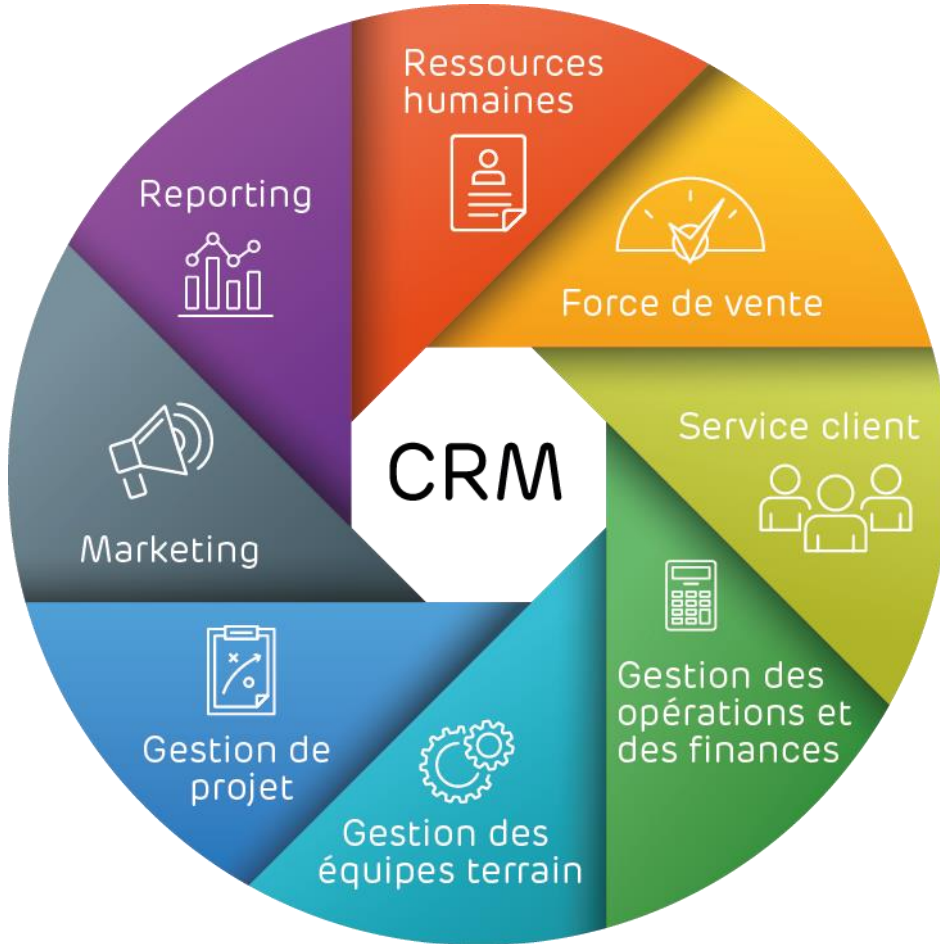 Ressources
humaines
Force de vente
Service client
Gestion des
opérations et
des finances
Gestion des
équipes terrain
Gestion de
projet
Marketing
Reporting
CRM